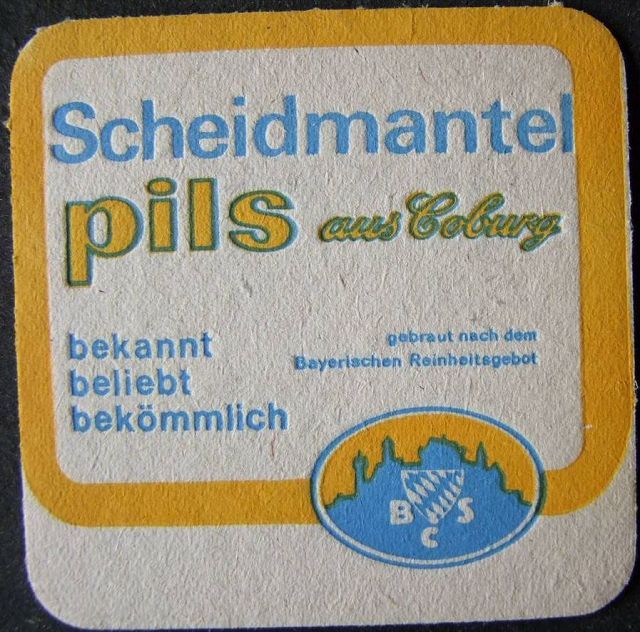 Scheidmantel
pils aus Coburg
bekannt
beliebt
bekömmlich
gebraut nach dem
Bayerischen Reinheitsgebot
B S
C